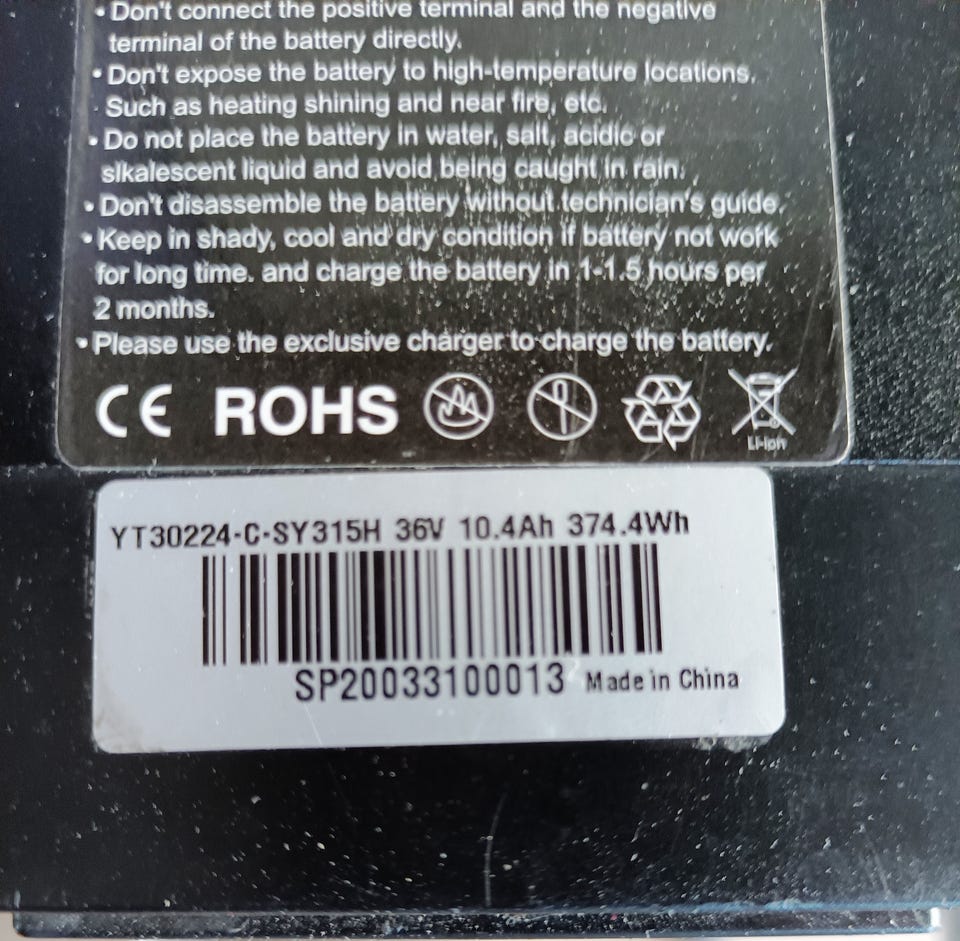 • Don't connect the positive terminal and the negative
terminal of the battery directly.
• Don't expose the battery to high-temperature locations.
Such as heating shining and near fire, etc.
• Do not place the battery in water, salt, acidic or
slkalescent liquid and avoid being caught in rain.
• Don't disassemble the battery without technician's guide.
• Keep in shady, cool and dry condition if battery not work
for long time. and charge the battery in 1-1.5 hours per
2 months.
• Please use the exclusive charger to charge the battery.
CE ROHS
Li-ion
YT30224-C-SY315H 36V 10.4Ah 374.4Wh
SP20033100013 Made in China